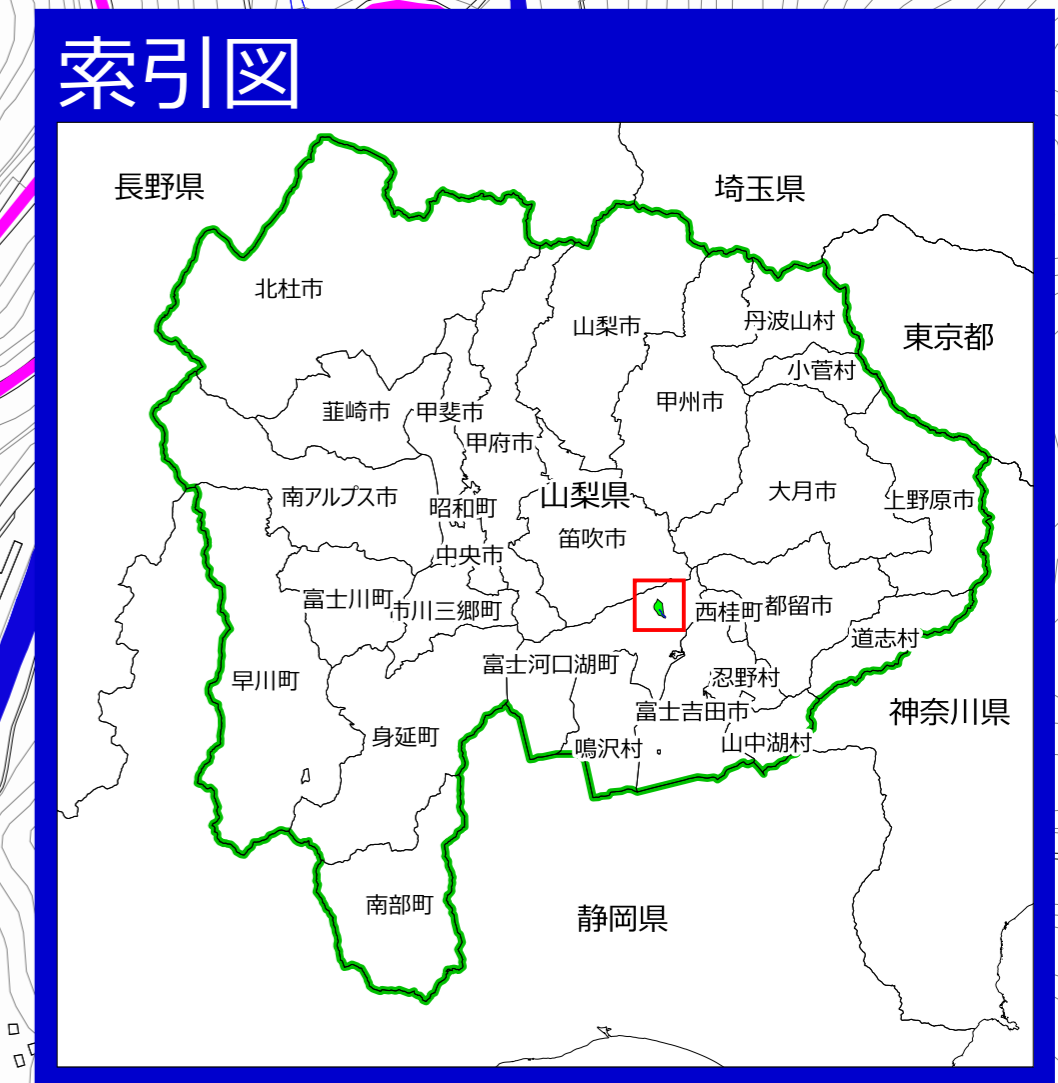 索引図
長野県
埼玉県
北杜市
山梨市
丹波山村
東京都
小菅村
韮崎市
甲斐市
甲州市
甲府市
南アルプス市
昭和町
山梨県
大月市
上野原市
笛吹市
中央市
富士川町
市川三郷町
西桂町
都留市
道志村
早川町
富士河口湖町
忍野村
富士吉田市
神奈川県
身延町
鳴沢村
山中湖村
南部町
静岡県